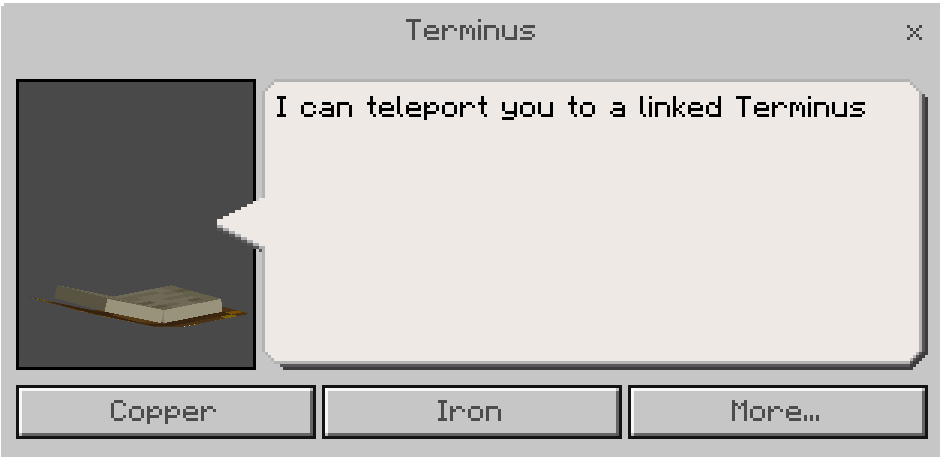 Terminus
x
I can teleport you to a linked Terminus
Copper
Iron
More...